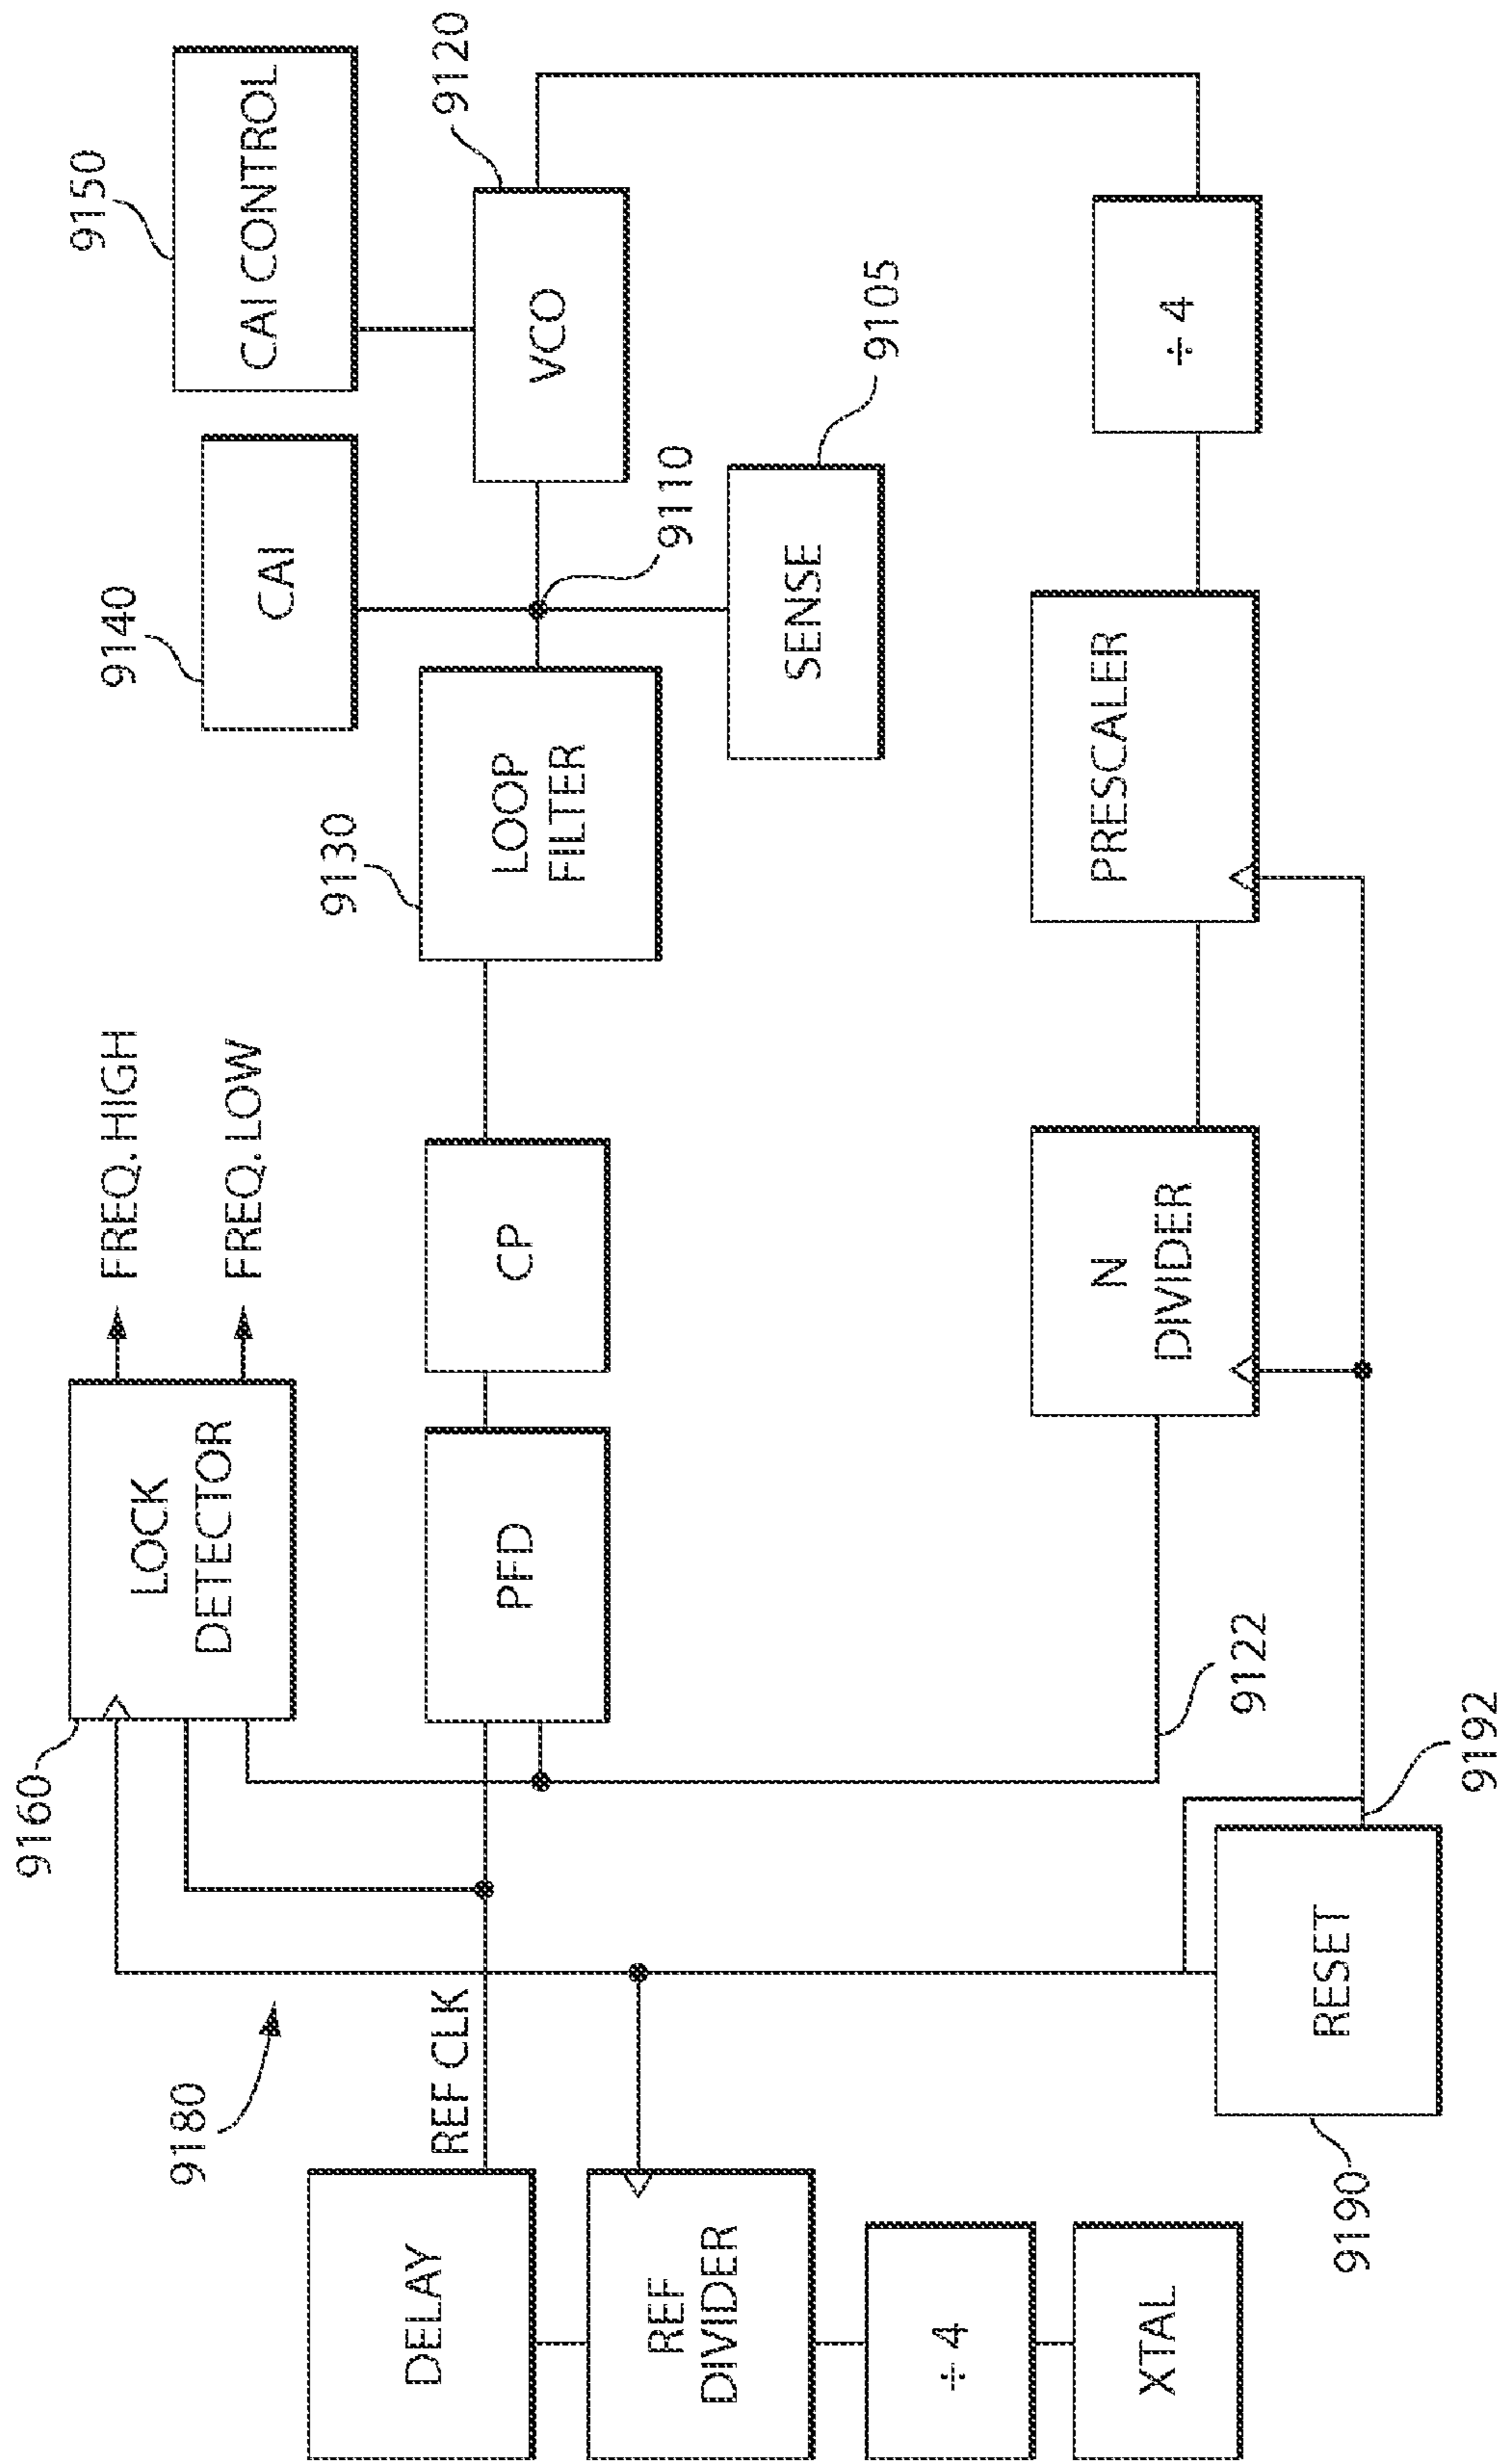 9160
LOCK
DETECTOR
FREQ. HIGH
FREQ. LOW
9140
CAI
9150
CAI CONTROL
9180
REF CLK
DELAY
PFD
CP
9130
LOOP
FILTER
9110
VCO
9120
REF
DIVIDER
SENSE
9105
÷ 4
XTAL
9122
N
DIVIDER
PRESCALER
÷ 4
RESET
9190
9192